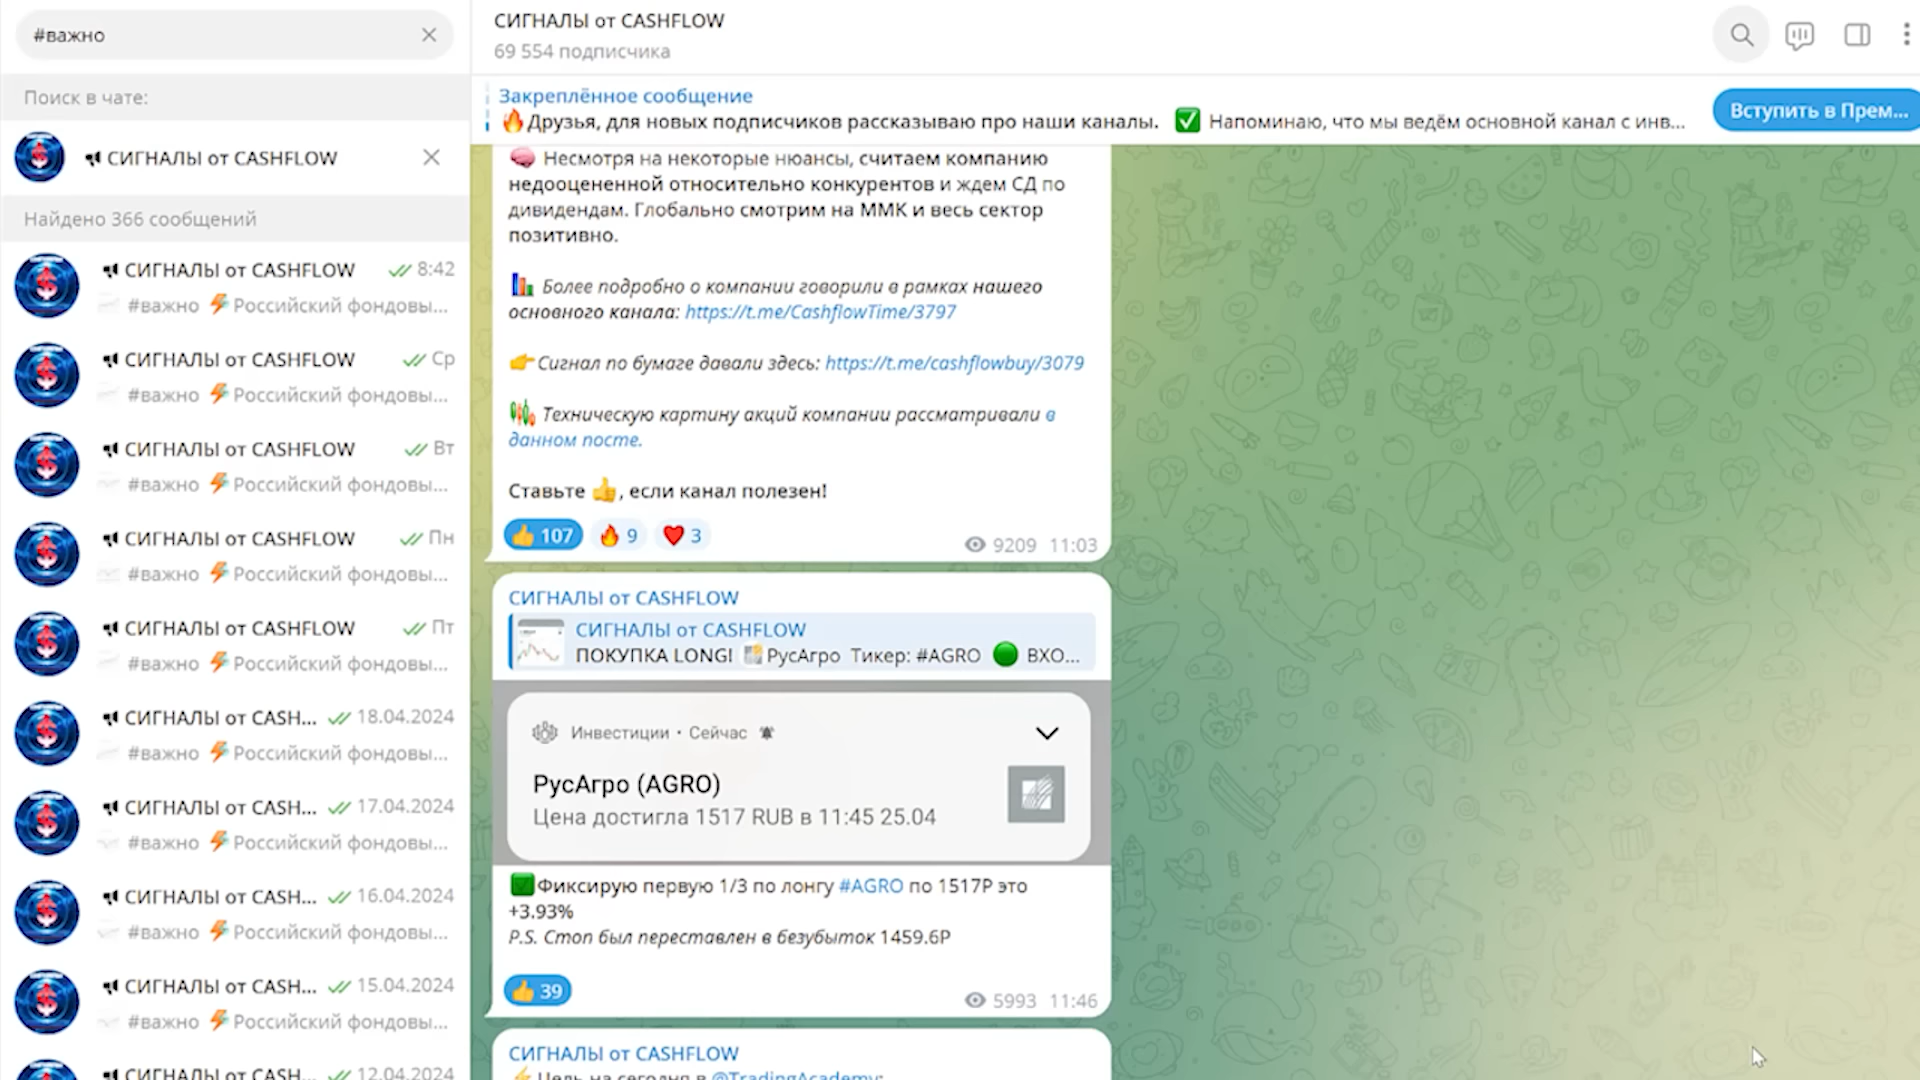 #важно
Поиск в чате:
СИГНАЛЫ от CASHFLOW
Найдено 366 сообщений
СИГНАЛЫ от CASHFLOW 8:42
#важно ⚡Российский фондовы...
СИГНАЛЫ от CASHFLOW Ср
#важно ⚡Российский фондовы...
СИГНАЛЫ от CASHFLOW Вт
#важно ⚡Российский фондовы...
СИГНАЛЫ от CASHFLOW Пн
#важно ⚡Российский фондовы...
СИГНАЛЫ от CASHFLOW Пт
#важно ⚡Российский фондовы...
СИГНАЛЫ от CASH... 18.04.2024
#важно ⚡Российский фондовы...
СИГНАЛЫ от CASH... 17.04.2024
#важно ⚡Российский фондовы...
СИГНАЛЫ от CASH... 16.04.2024
#важно ⚡Российский фондовы...
СИГНАЛЫ от CASH... 15.04.2024
#важно ⚡Российский фондовы...
СИГНАЛЫ от CASH... 12.04.2024
СИГНАЛЫ от CASHFLOW
69 554 подписчика
Закреплённое сообщение
🔥Друзья, для новых подписчиков рассказываю про наши каналы. ✅ Напоминаю, что мы ведём основной канал с инв...
Вступить в Прем...
🧠 Несмотря на некоторые нюансы, считаем компанию
недооцененной относительно конкурентов и ждем СД по
дивидендам. Глобально смотрим на ММК и весь сектор
позитивно.
📊 Более подробно о компании говорили в рамках нашего
основного канала: https://t.me/CashflowTime/3797
👉Сигнал по бумаге давали здесь: https://t.me/cashflowbuy/3079
Техническую картину акций компании рассматривали в
данном посте.
Ставьте 👍, если канал полезен!
👍 107 🔥 9 ❤ 3
9209 11:03
СИГНАЛЫ от CASHFLOW
СИГНАЛЫ от CASHFLOW
ПОКУПКА LONG! РусАгро Тикер: #AGRO 🟢 ВХО...
Инвестиции • Сейчас
РусАгро (AGRO)
Цена достигла 1517 RUB в 11:45 25.04
🟩Фиксирую первую 1/3 по лонгу #AGRO по 1517Р это
+3.93%
P.S. Стоп был переставлен в безубыток 1459.6Р
👍 39
5993 11:46
СИГНАЛЫ от CASHFLOW
⚡Цель на сегодня в @TradingAcademy: